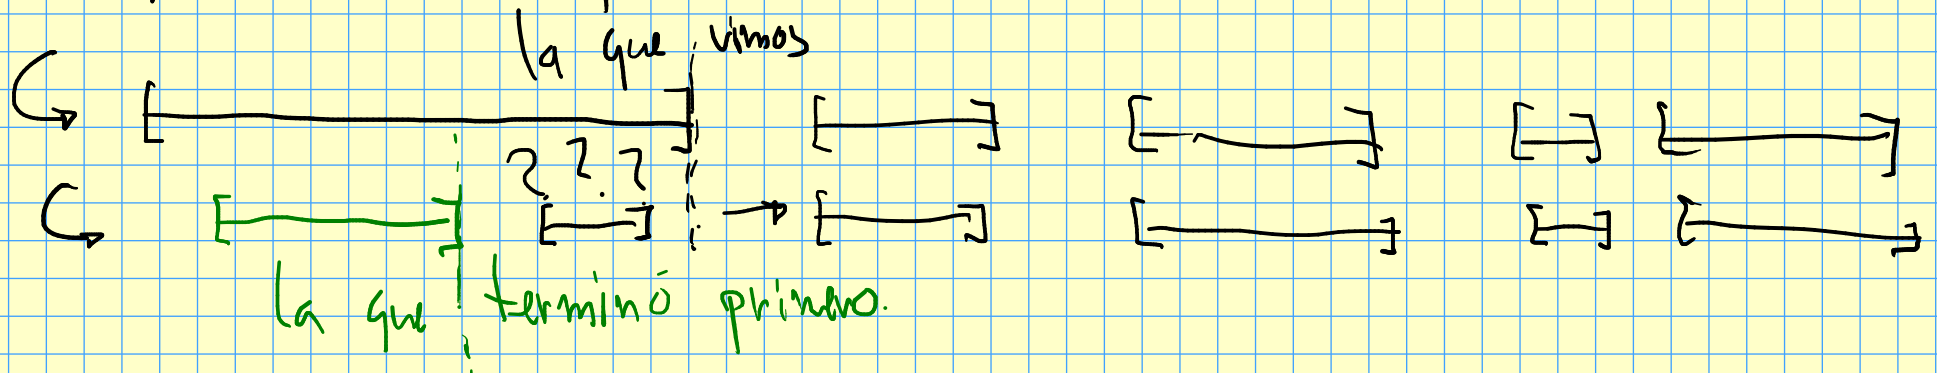 la que vimos
? ? ?
la que terminó primero.